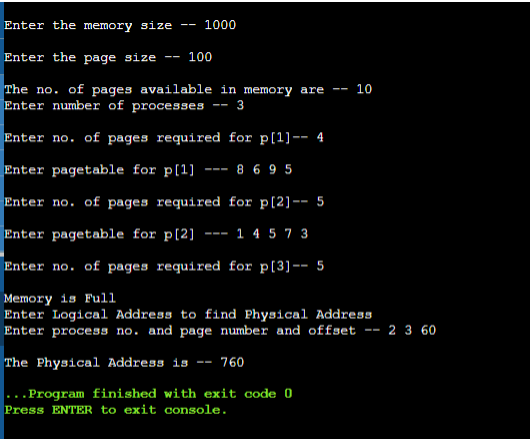 Enter the memory size -- 1000
Enter the page size -- 100
The no. of pages available in memory are -- 10
Enter number of processes -- 3
Enter no. of pages required for p[1]-- 4
Enter pagetable for p[1] --- 8 6 9 5
Enter no. of pages required for p[2]-- 5
Enter pagetable for p[2] --- 1 4 5 7 3
Enter no. of pages required for p[3]-- 5
Memory is Full
Enter Logical Address to find Physical Address
Enter process no. and page number and offset -- 2 3 60
The Physical Address is -- 760
...Program finished with exit code 0
Press ENTER to exit console.